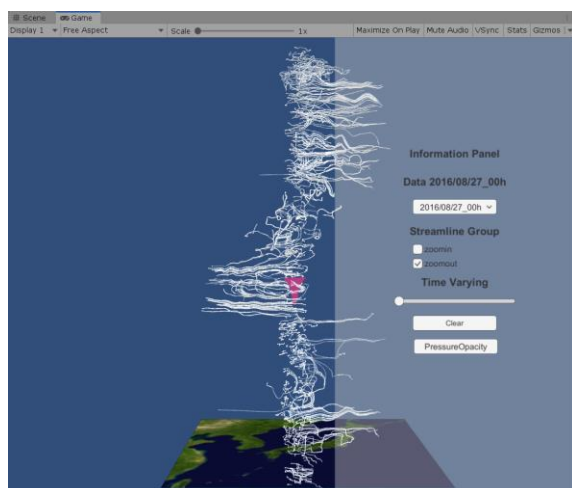 Scene Game
Display 1 Free Aspect Scale 1x Maximize On Play Mute Audio VSync Stats Gizmos
Information Panel
Data 2016/08/27_00h
2016/08/27_00h
Streamline Group
zoomin
zoomout
Time Varying
Clear
PressureOpacity